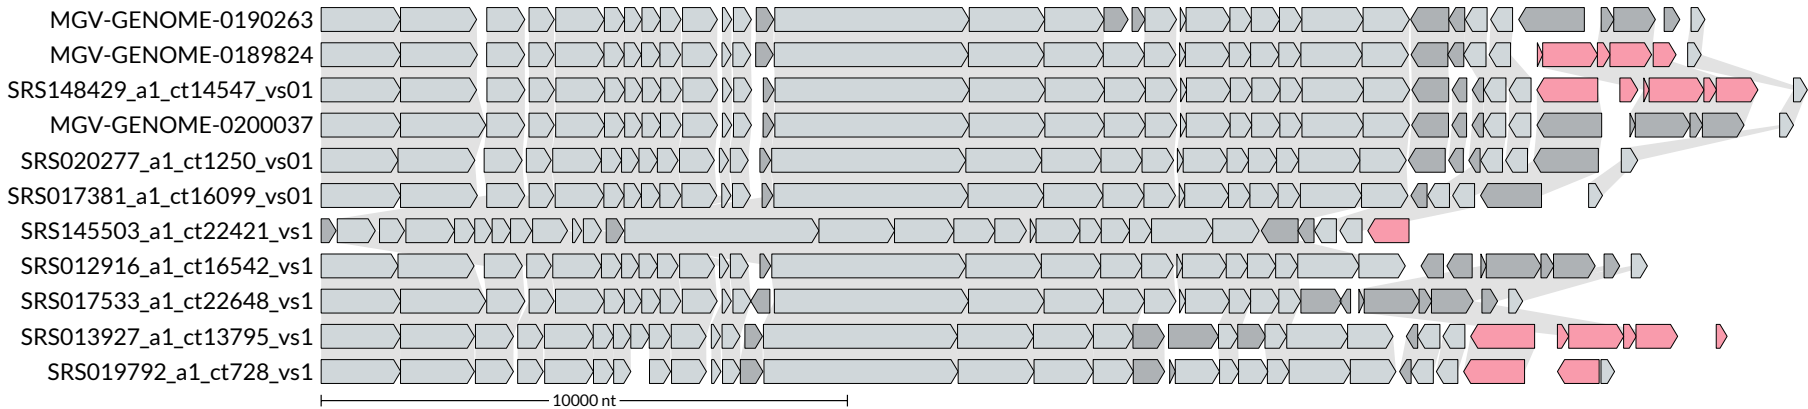 MGV-GENOME-0190263
MGV-GENOME-0189824
SRS148429_a1_ct14547_vs01
MGV-GENOME-0200037
SRS020277_a1_ct1250_vs01
SRS017381_a1_ct16099_vs01
SRS145503_a1_ct22421_vs1
SRS012916_a1_ct16542_vs1
SRS017533_a1_ct22648_vs1
SRS013927_a1_ct13795_vs1
SRS019792_a1_ct728_vs1
10000 nt